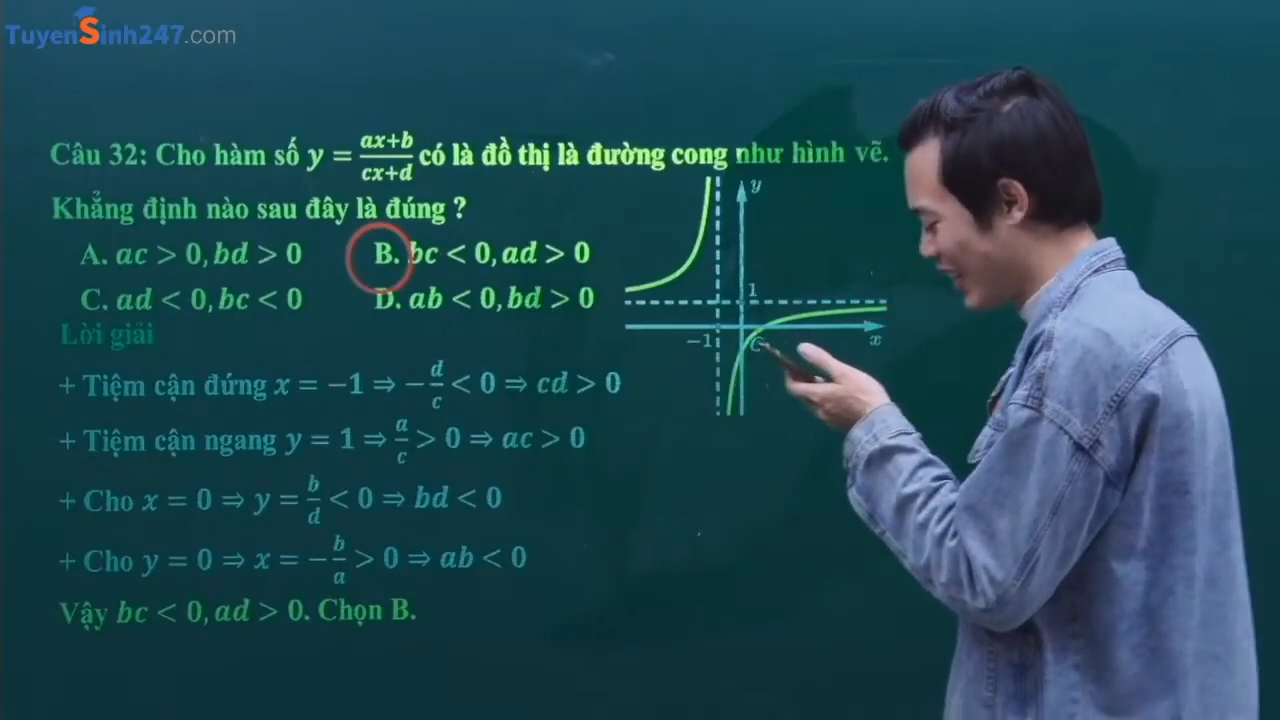 TuyenSinh247.com
Câu 32: Cho hàm số y = (ax+b)/(cx+d) có là đồ thị là đường cong như hình vẽ.
Khẳng định nào sau đây là đúng ?
A. ac > 0, bd > 0 B. bc < 0, ad > 0
C. ad < 0, bc < 0 D. ab < 0, bd > 0
y
1
−1
x
Lời giải
+ Tiệm cận đứng x = −1 ⇒ −d/c < 0 ⇒ cd > 0
+ Tiệm cận ngang y = 1 ⇒ a/c > 0 ⇒ ac > 0
+ Cho x = 0 ⇒ y = b/d < 0 ⇒ bd < 0
+ Cho y = 0 ⇒ x = −b/a > 0 ⇒ ab < 0
Vậy bc < 0, ad > 0. Chọn B.